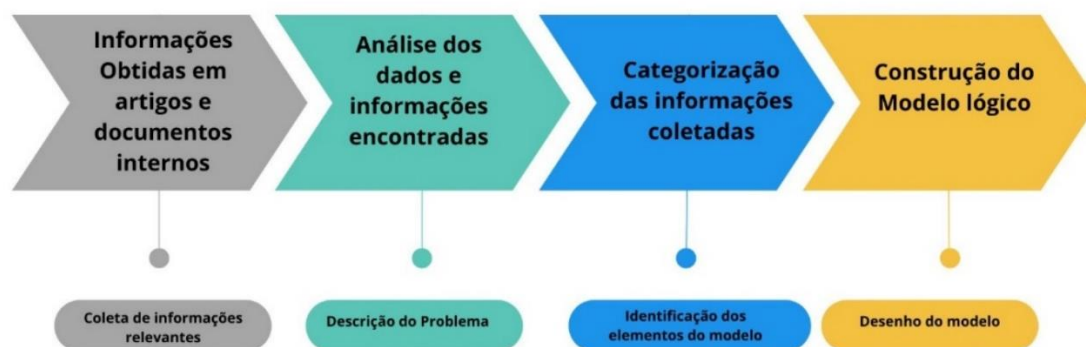 Informações
Obtidas em
artigos e
documentos
internos
Análise dos
dados e
informações
encontradas
Categorização
das informações
coletadas
Construção do
Modelo lógico
Coleta de informações
relevantes
Descrição do Problema
Identificação dos
elementos do modelo
Desenho do modelo